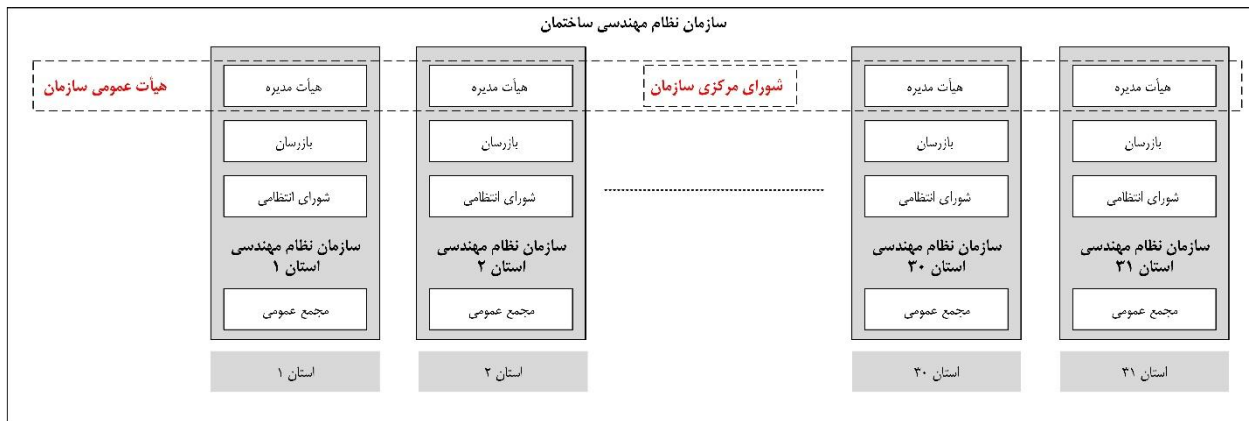 سازمان نظام مهندسی ساختمان
هیأت عمومی سازمان
شورای مرکزی سازمان
هیأت مدیره
بازرسان
شورای انتظامی
سازمان نظام مهندسی
استان ۱
مجمع عمومی
استان ۱
هیأت مدیره
بازرسان
شورای انتظامی
سازمان نظام مهندسی
استان ۲
مجمع عمومی
استان ۲
هیأت مدیره
بازرسان
شورای انتظامی
سازمان نظام مهندسی
استان ۳۰
مجمع عمومی
استان ۳۰
هیأت مدیره
بازرسان
شورای انتظامی
سازمان نظام مهندسی
استان ۳۱
مجمع عمومی
استان ۳۱